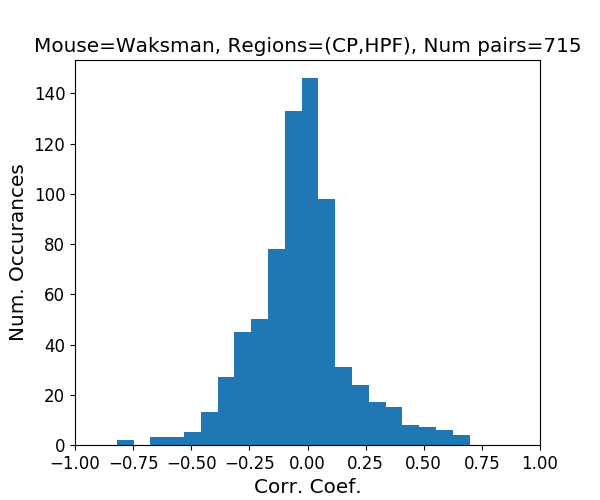 Mouse=Waksman, Regions=(CP,HPF), Num pairs=715
140
120
100
80
60
40
20
0
Num. Occurances
−1.00 −0.75 −0.50 −0.25 0.00 0.25 0.50 0.75 1.00
Corr. Coef.